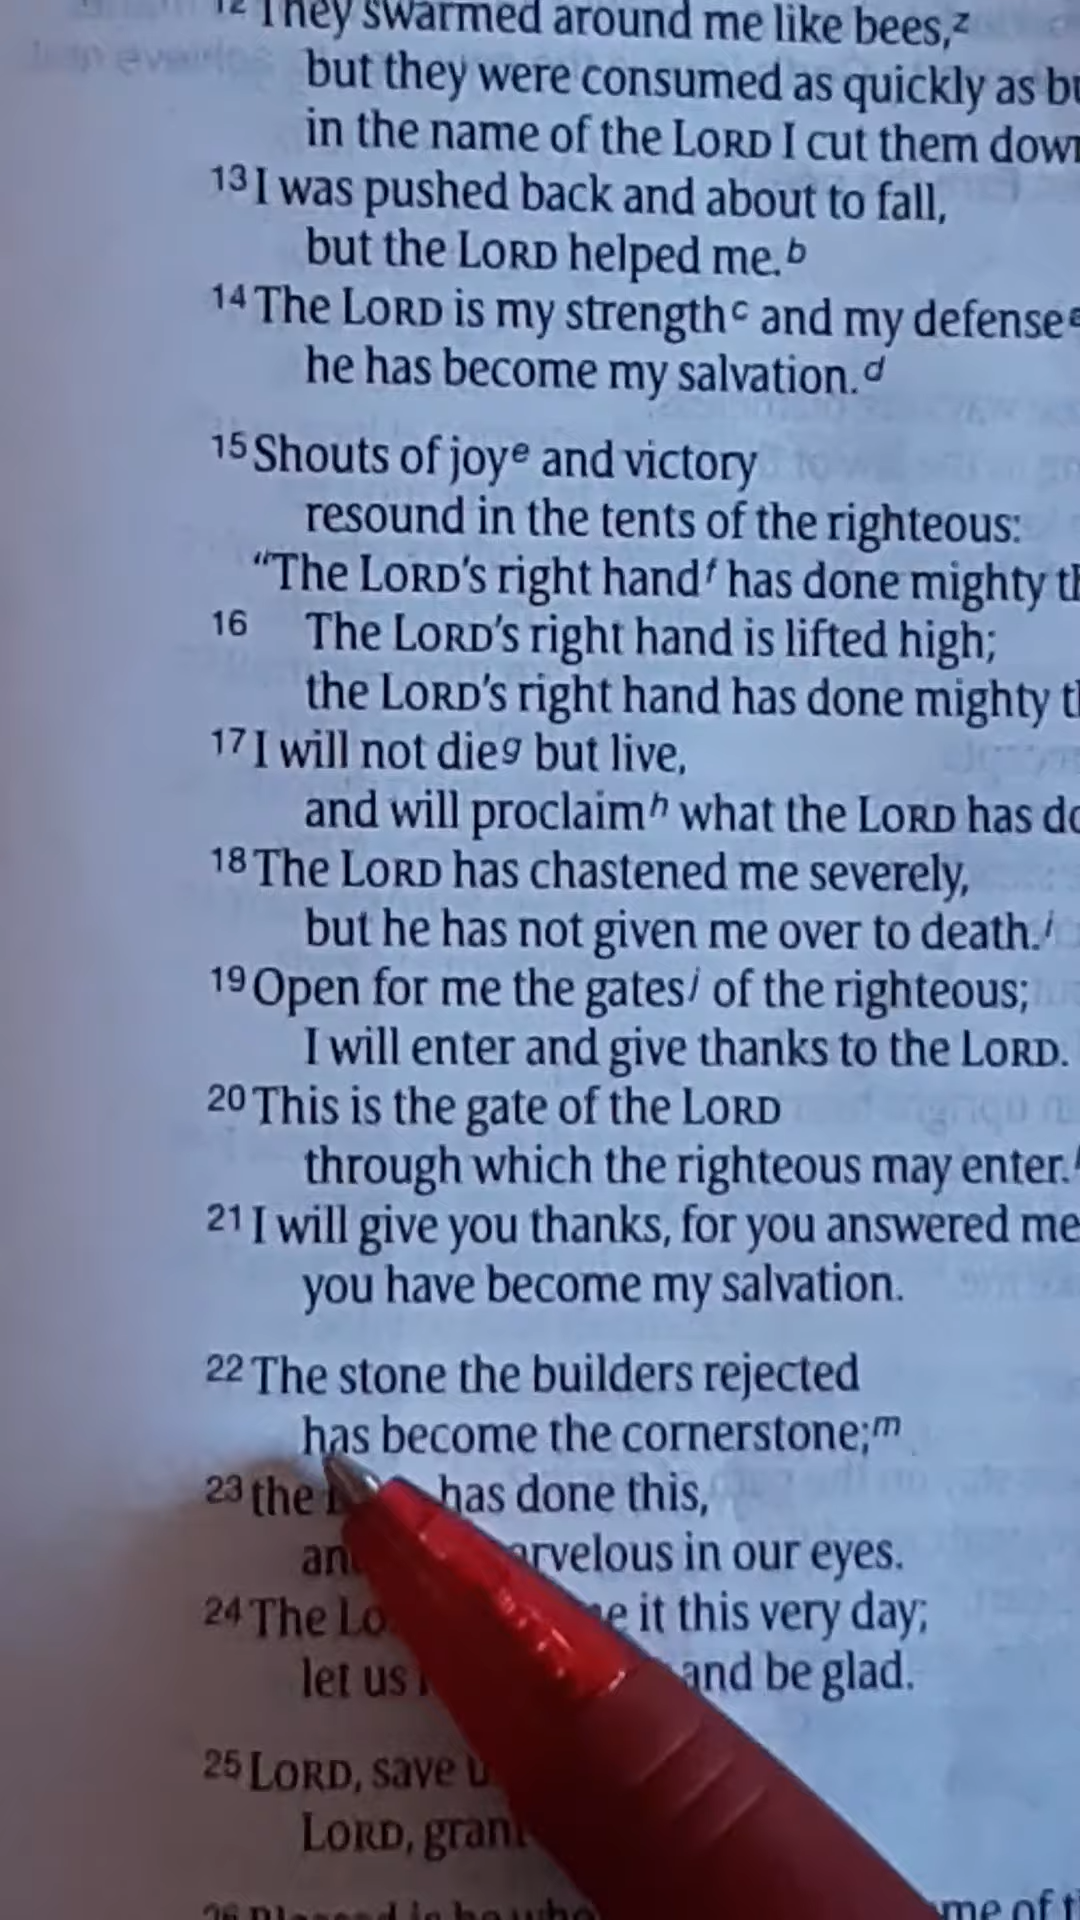 12 They swarmed around me like bees,z
but they were consumed as quickly as
in the name of the LORD I cut them down
13 I was pushed back and about to fall,
but the LORD helped me.b
14 The LORD is my strengthc and my defense
he has become my salvation.d
15 Shouts of joye and victory
resound in the tents of the righteous:
“The LORD's right handf has done mighty
16 The LORD's right hand is lifted high;
the LORD's right hand has done mighty
17 I will not dieg but live,
and will proclaimh what the LORD has
18 The LORD has chastened me severely,
but he has not given me over to death.i
19 Open for me the gatesj of the righteous;
I will enter and give thanks to the LORD.
20 This is the gate of the LORD
through which the righteous may enter.
21 I will give you thanks, for you answered me
you have become my salvation.
22 The stone the builders rejected
has become the cornerstone;m
23 the has done this,
in our eyes.
24 The it this very day;
let us and be glad.
25 LORD, save
LORD,
of